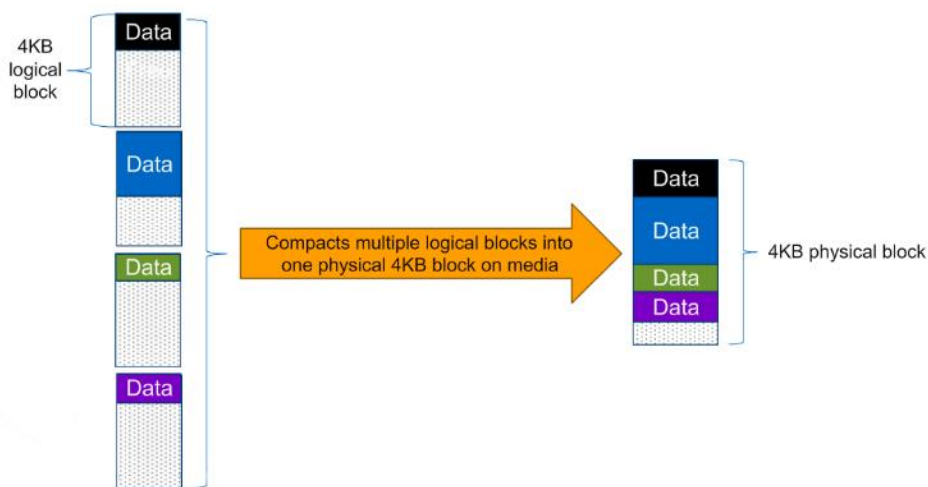 Data
4KB
logical
block
Data
Data
Data
Compacts multiple logical blocks into
one physical 4KB block on media
Data
Data
Data
Data
4KB physical block